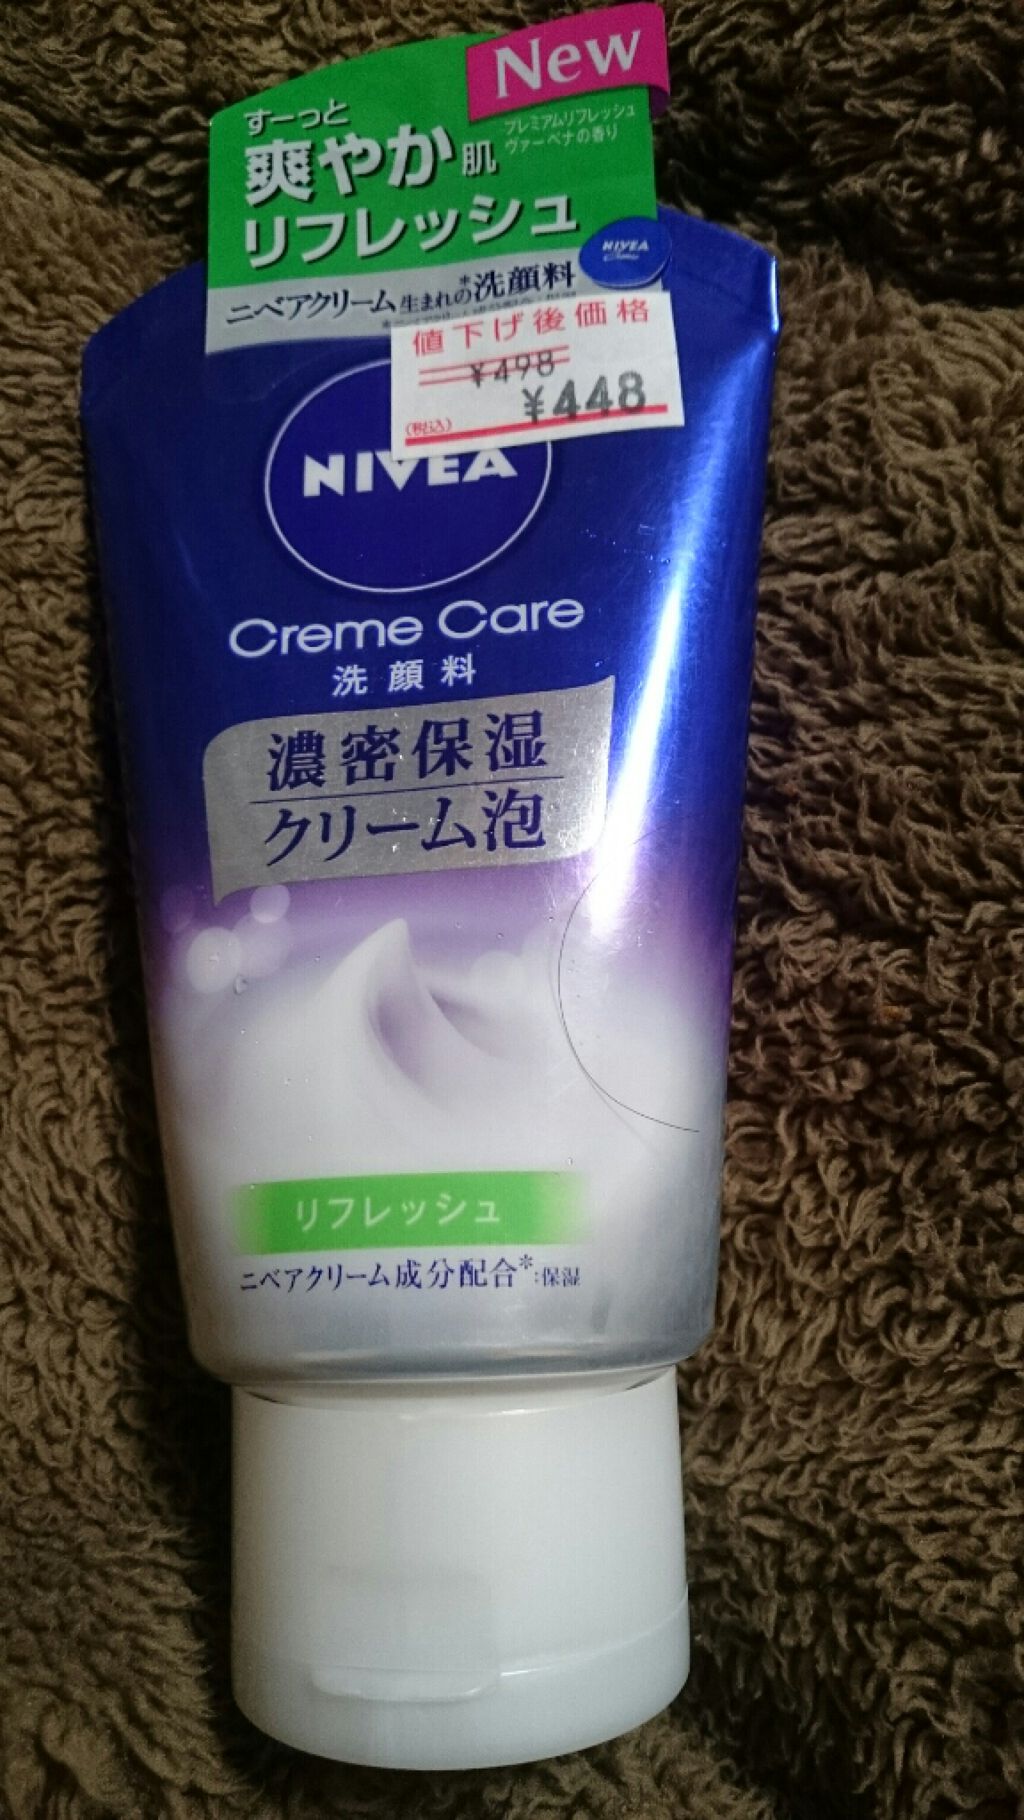 New
すーっと
爽やか肌
リフレッシュ
プレミアムリフレッシュ
ヴァーベナの香り
NIVEA
Creme
ニベアクリーム生まれの*洗顔料
値下げ後価格
¥498
¥448
(税込)
NIVEA
Creme Care
洗顔料
濃密保湿
クリーム泡
リフレッシュ
ニベアクリーム成分配合*:保湿